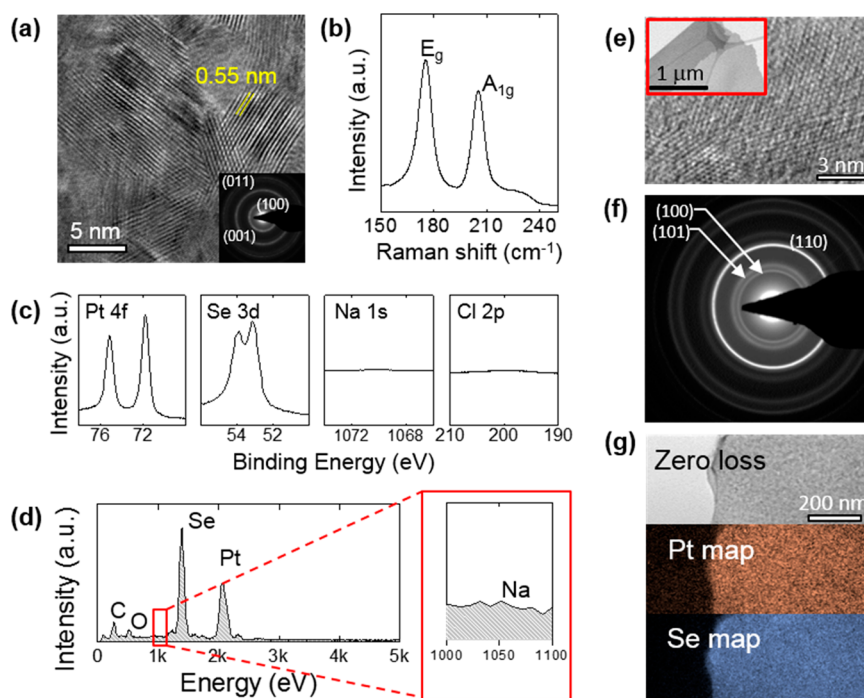 (a)
0.55 nm
5 nm
(011)
(100)
(001)
(b)
Eg
A1g
Intensity (a.u.)
150 180 210 240
Raman shift (cm-1)
(c)
Pt 4f
Se 3d
Na 1s
Cl 2p
Intensity (a.u.)
76 72
54 52
1072 1068
210 200 190
Binding Energy (eV)
(d)
Intensity (a.u.)
C
O
Se
Pt
0 1k 2k 3k 4k 5k
Energy (eV)
Na
1000 1050 1100
(e)
1 μm
3 nm
(f)
(100)
(101)
(110)
(g)
Zero loss
200 nm
Pt map
Se map